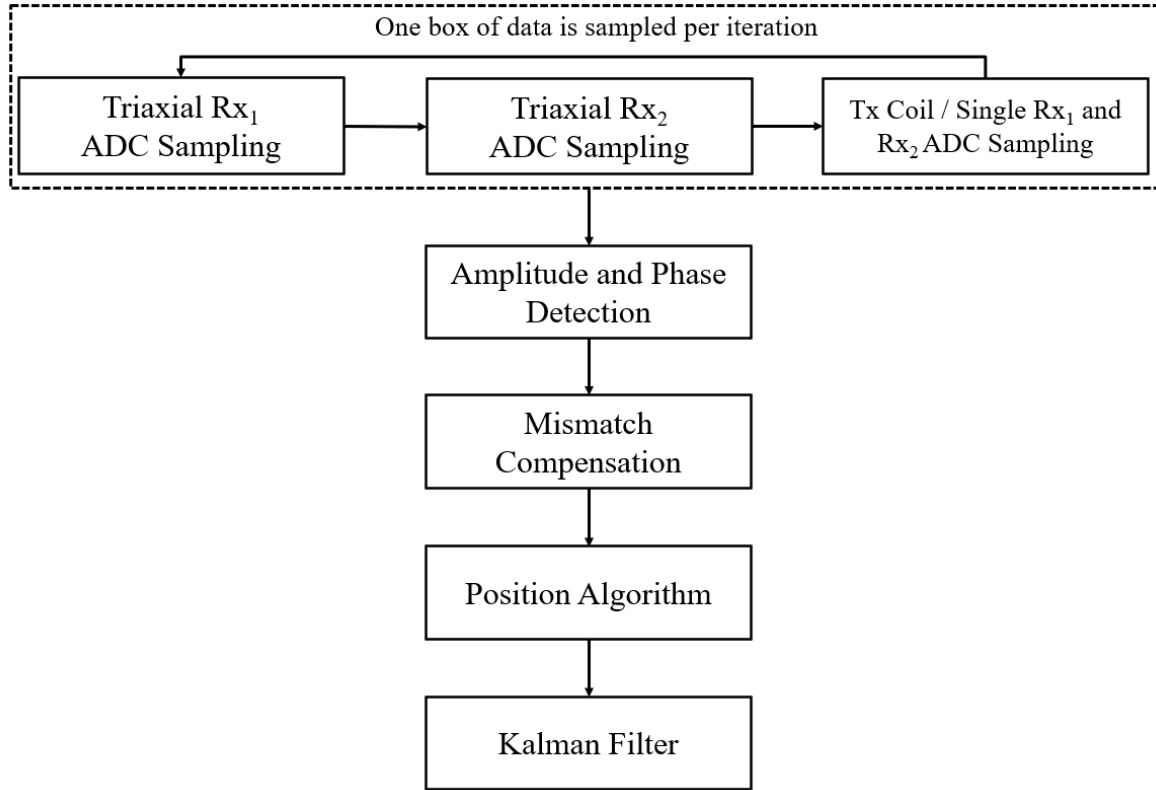 One box of data is sampled per iteration
Triaxial Rx₁
ADC Sampling
Triaxial Rx₂
ADC Sampling
Tx Coil / Single Rx₁ and
Rx₂ ADC Sampling
Amplitude and Phase
Detection
Mismatch
Compensation
Position Algorithm
Kalman Filter